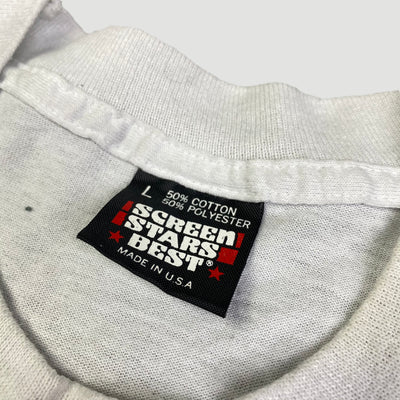 L 50% COTTON
50% POLYESTER
SCREEN
STARS
BEST®
MADE IN U.S.A